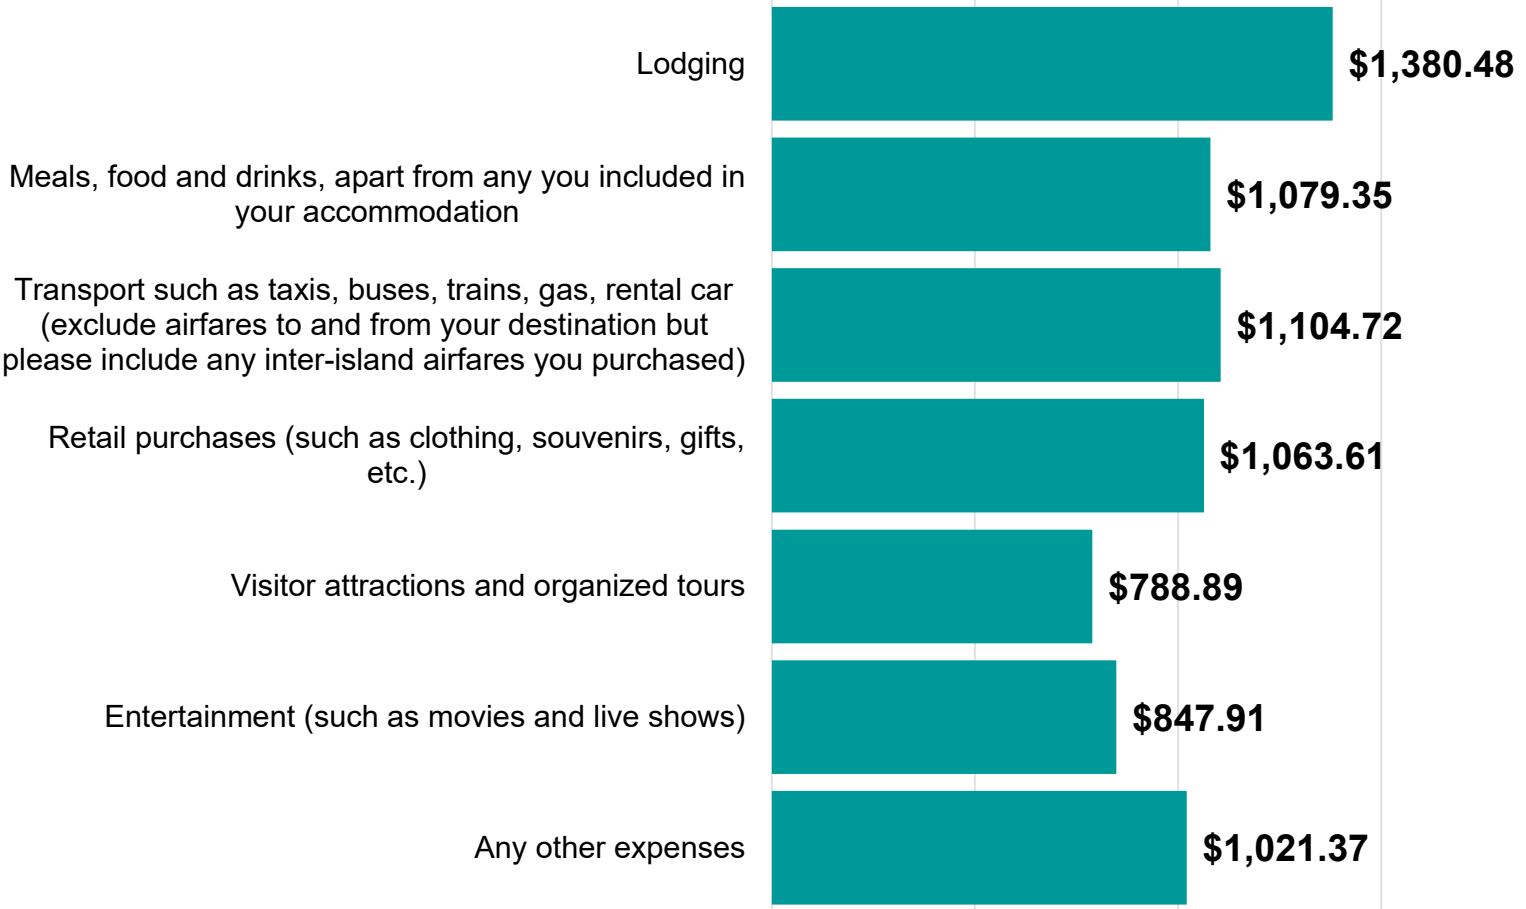 Lodging
$1,380.48
Meals, food and drinks, apart from any you included in
your accommodation
$1,079.35
Transport such as taxis, buses, trains, gas, rental car
(exclude airfares to and from your destination but
please include any inter-island airfares you purchased)
$1,104.72
Retail purchases (such as clothing, souvenirs, gifts,
etc.)
$1,063.61
Visitor attractions and organized tours
$788.89
Entertainment (such as movies and live shows)
$847.91
Any other expenses
$1,021.37